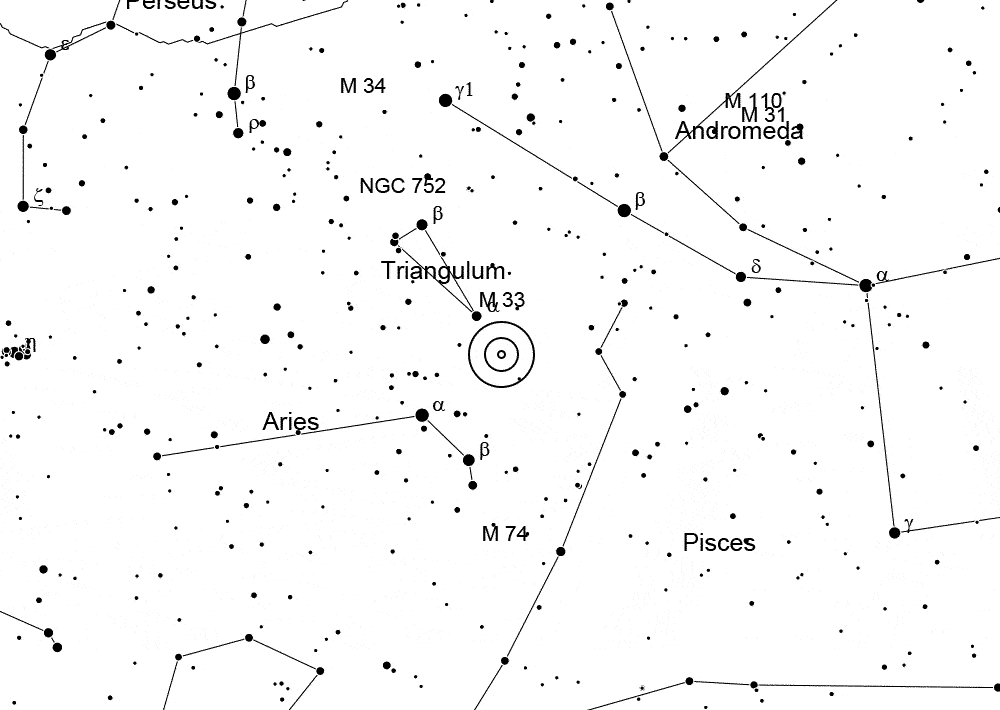 Perseus.
ε
β
ρ
M 34
γ1
M 110
M 31
Andromeda
ζ
NGC 752
β
β
δ
α
Triangulum
M 33
α
η
α
Aries
β
γ
M 74
Pisces